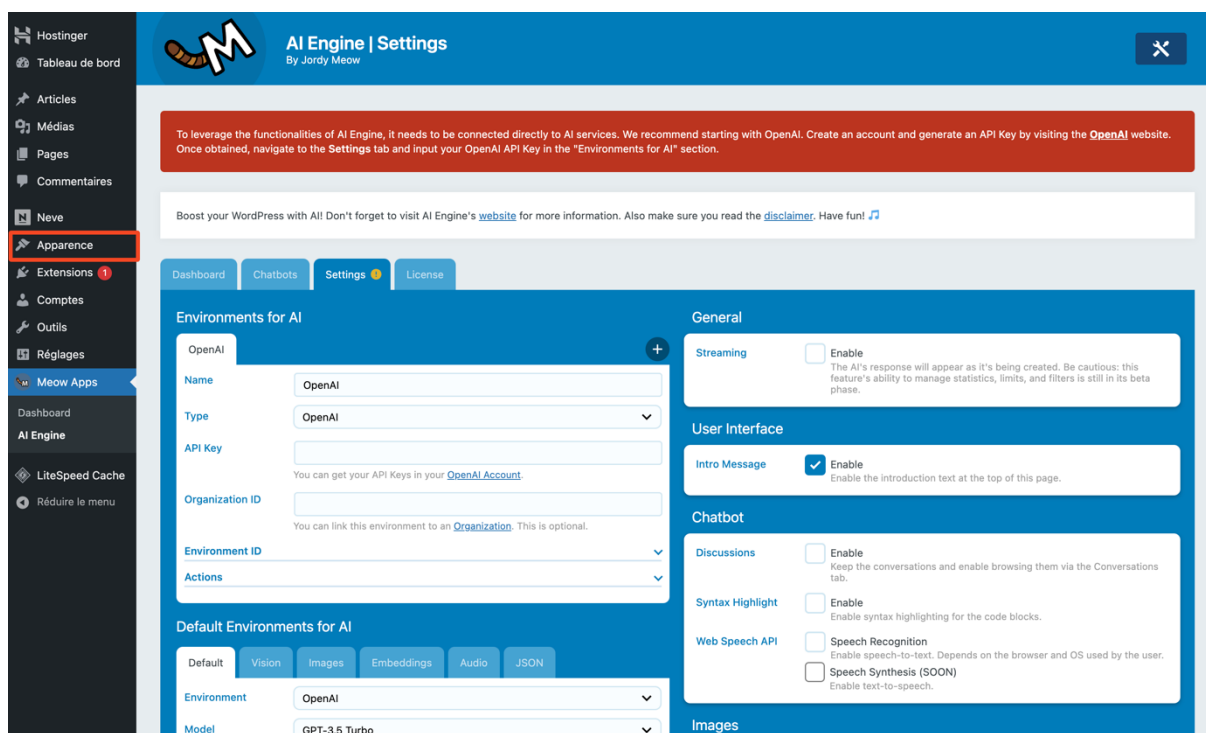 Hostinger
Tableau de bord
Articles
Médias
Pages
Commentaires
Neve
Apparence
Extensions 1
Comptes
Outils
Réglages
Meow Apps
Dashboard
AI Engine
LiteSpeed Cache
Réduire le menu
M
AI Engine | Settings
By Jordy Meow
To leverage the functionalities of AI Engine, it needs to be connected directly to AI services. We recommend starting with OpenAI. Create an account and generate an API Key by visiting the OpenAI website.
Once obtained, navigate to the Settings tab and input your OpenAI API Key in the "Environments for AI" section.
Boost your WordPress with AI! Don't forget to visit AI Engine's website for more information. Also make sure you read the disclaimer. Have fun! 🎵
Dashboard
Chatbots
Settings
License
Environments for AI
OpenAI
Name
OpenAI
Type
OpenAI
API Key
You can get your API Keys in your OpenAI Account.
Organization ID
You can link this environment to an Organization. This is optional.
Environment ID
Actions
Default Environments for AI
Default
Vision
Images
Embeddings
Audio
JSON
Environment
OpenAI
Model
GPT-3.5 Turbo
General
Streaming
Enable
The AI's response will appear as it's being created. Be cautious: this
feature's ability to manage statistics, limits, and filters is still in its beta
phase.
User Interface
Intro Message
Enable
Enable the introduction text at the top of this page.
Chatbot
Discussions
Enable
Keep the conversations and enable browsing them via the Conversations
tab.
Syntax Highlight
Enable
Enable syntax highlighting for the code blocks.
Web Speech API
Speech Recognition
Enable speech-to-text. Depends on the browser and OS used by the user.
Speech Synthesis (SOON)
Enable text-to-speech.
Images